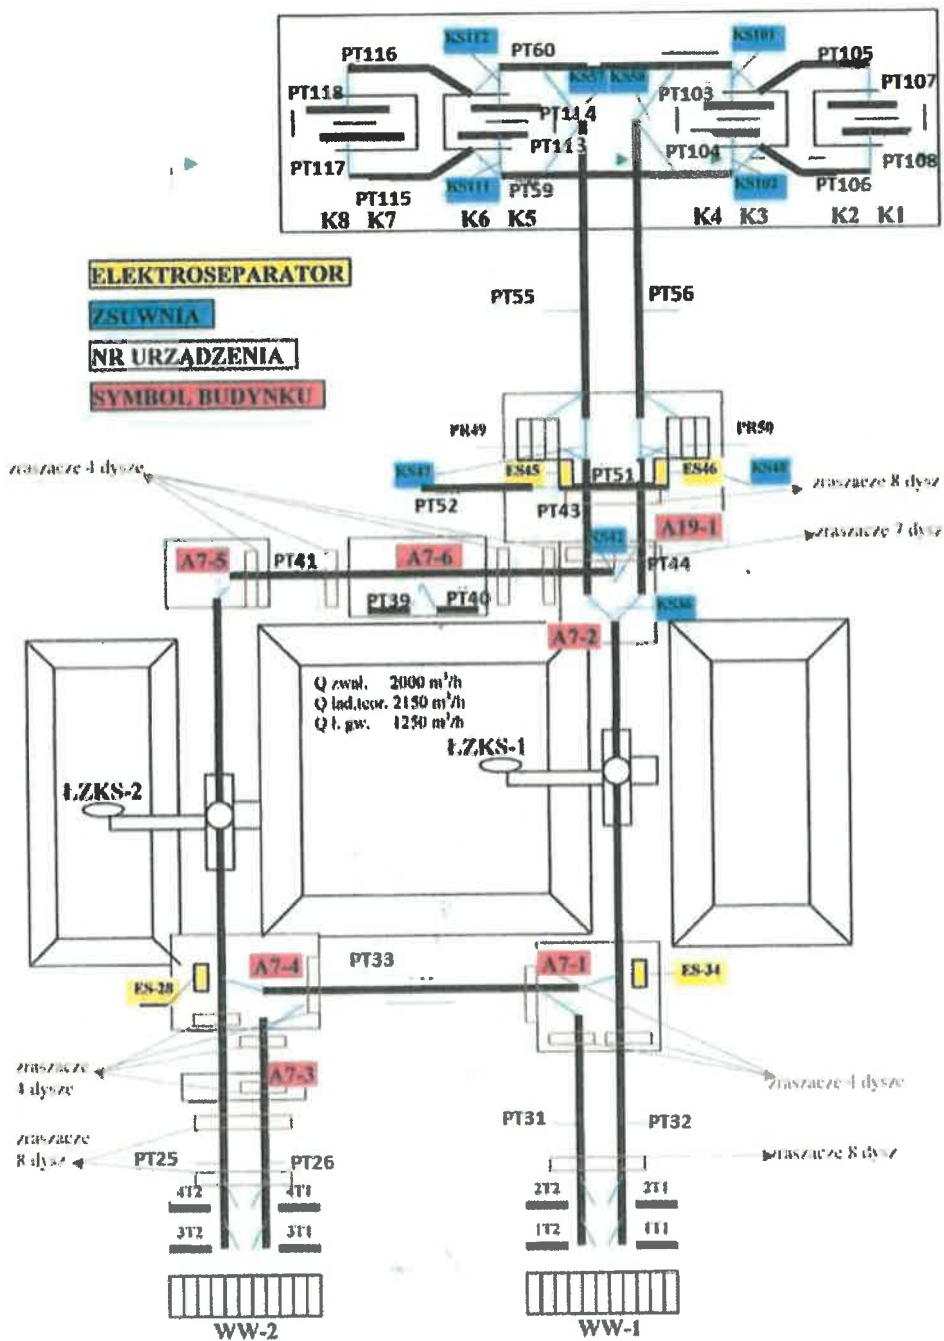 KS112
KS101
PT116
PT60
PT105
KS57
KS58
PT118
PT103
PT107
PT114
PT113
PT104
PT117
PT108
PT115
KS111
PT59
KS102
PT106
K8 K7
K6 K5
K4 K3
K2 K1
ELEKTROSEPARATOR
ZSUWNIA
NR URZĄDZENIA
SYMBOL BUDYNKU
PT55
PT56
PR49
PR50
zraszacze 4 dysze
KS47
ES45
PT51
ES46
KS48
zraszacze 8 dysz
PT52
PT43
A19-1
zraszacze 7 dysz
A7-5
PT41
A7-6
KS42
PT44
PT39
PT40
KS36
A7-2
Q zwał. 2000 m³/h
Q ład.teor. 2150 m³/h
Q ł. gw. 1250 m³/h
ŁZKS-1
ŁZKS-2
A7-4
PT33
A7-1
ES-28
ES-34
zraszacze
4 dysze
A7-3
zraszacze 4 dysze
zraszacze
8 dysz
PT31
PT32
PT25
PT26
zraszacze 8 dysz
4T2
4T1
2T2
2T1
3T2
3T1
1T2
1T1
WW-2
WW-1